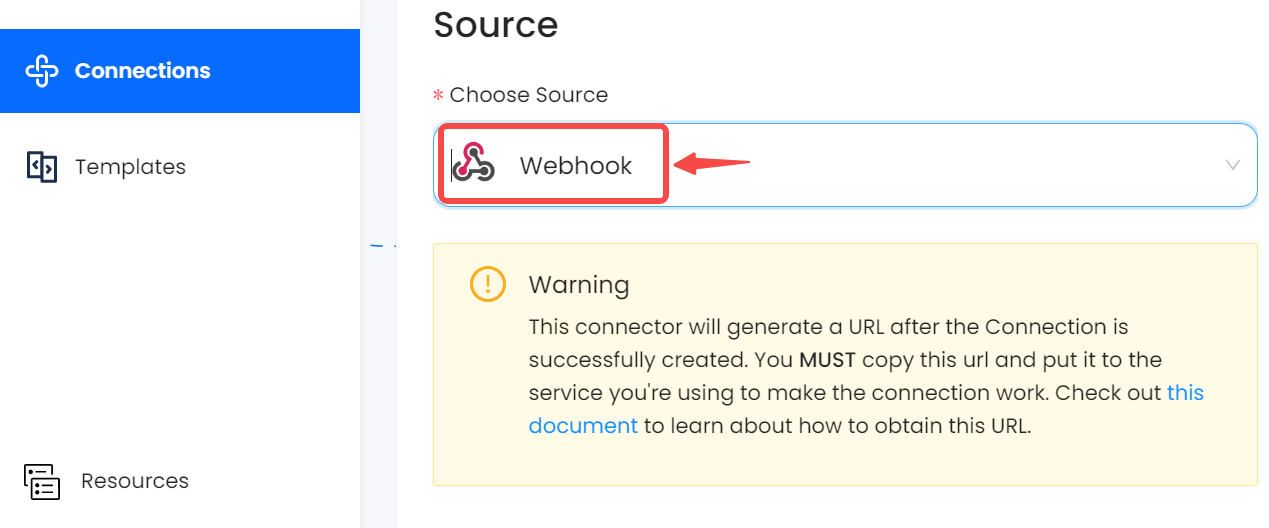 Source
Connections
* Choose Source
Templates
Webhook
Warning
This connector will generate a URL after the Connection is
successfully created. You MUST copy this url and put it to the
service you're using to make the connection work. Check out this
document to learn about how to obtain this URL.
Resources